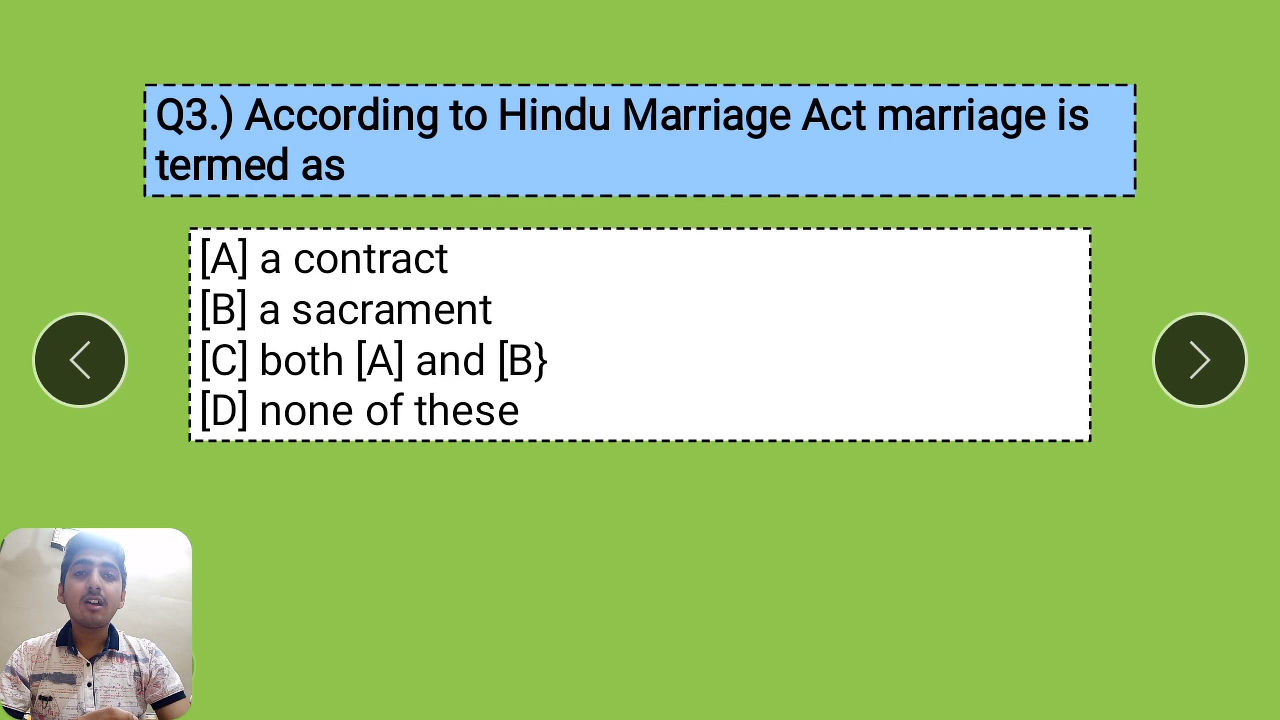 Q3.) According to Hindu Marriage Act marriage is
termed as
[A] a contract
[B] a sacrament
[C] both [A] and [B}
[D] none of these